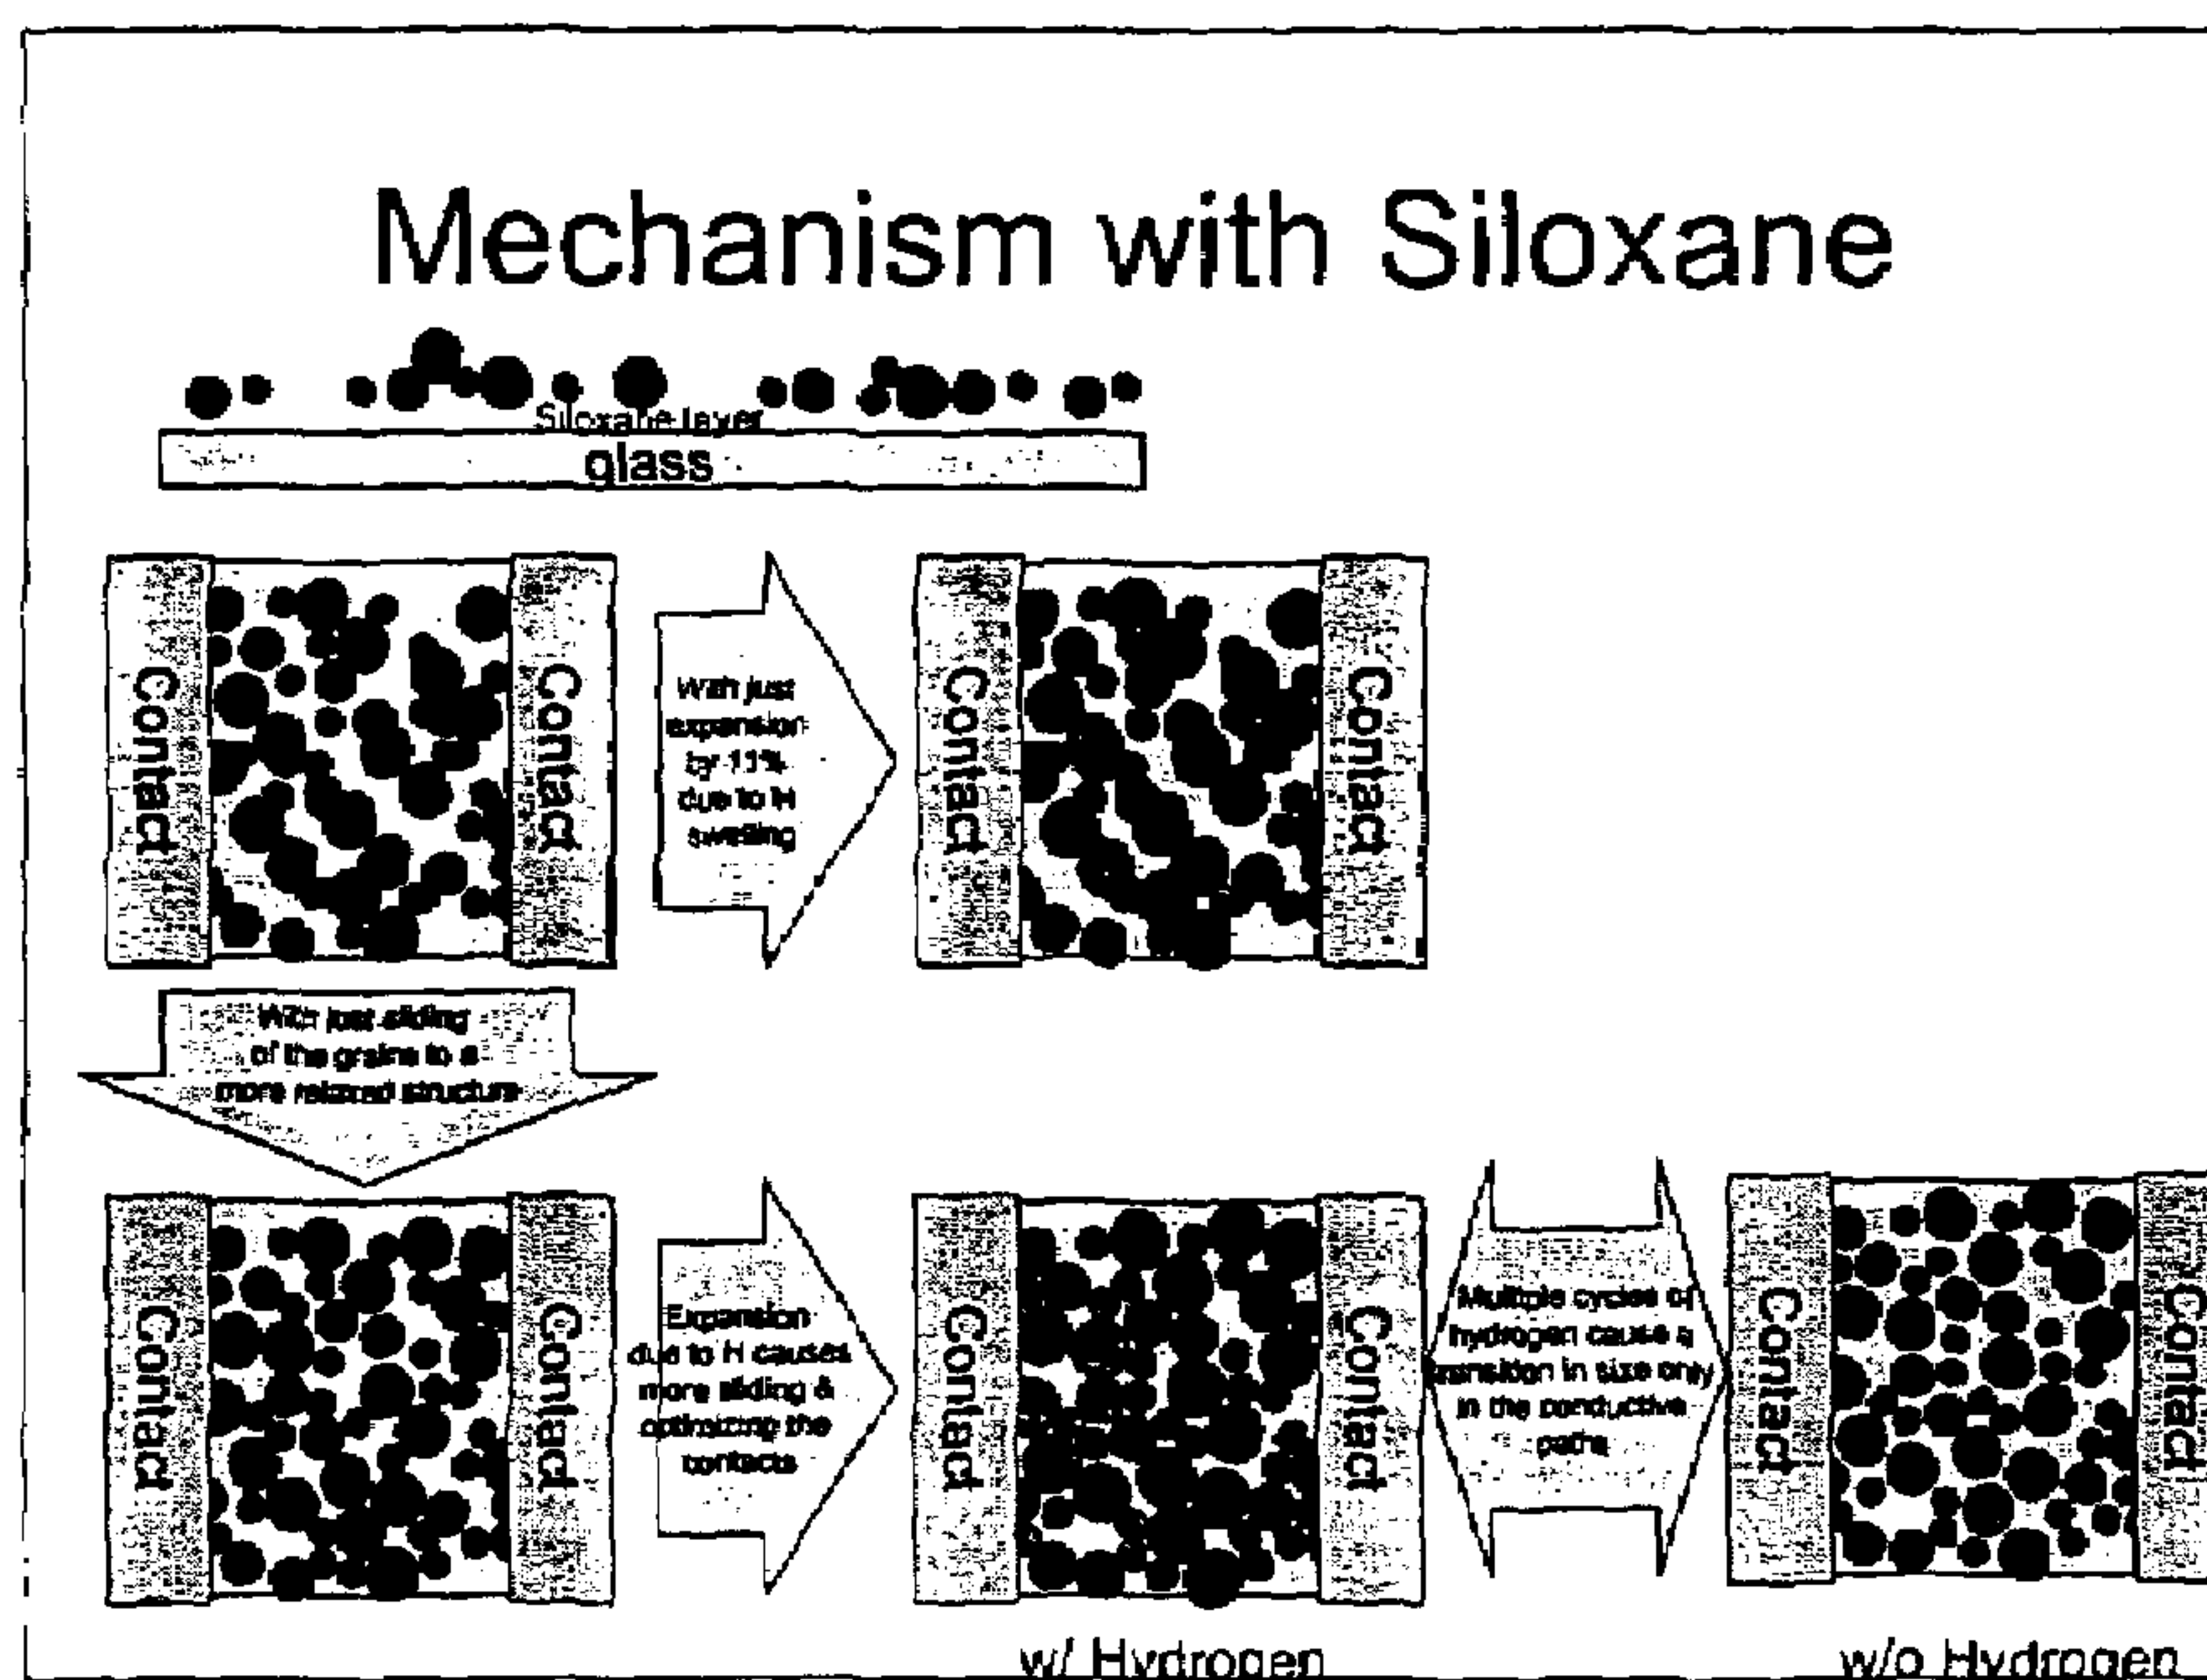 Mechanism with Siloxane
Siloxane layer
glass
Contact
Contact
With just
expansion
by 11%
due to H
swelling
Contact
Contact
With just sliding
of the grains to a
more relaxed structure
Contact
Contact
Expansion
due to H causes
more sliding &
optimizing the
contacts
Contact
Contact
Multiple cycles of
hydrogen cause a
transition in size only
in the conductive
paths
Contact
Contact
w/ Hydrogen
w/o Hydrogen